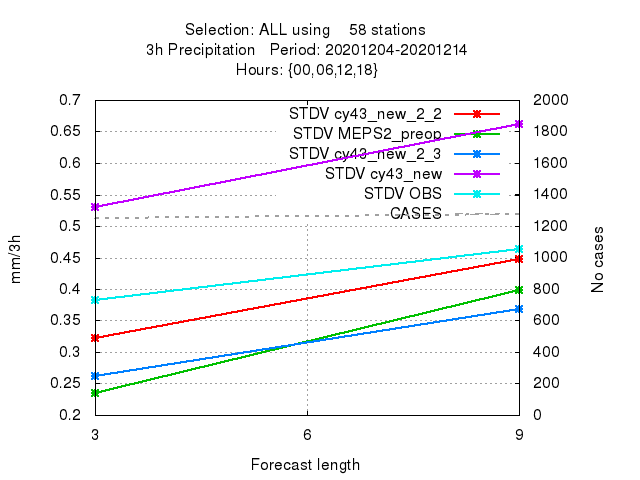 Selection: ALL using 58 stations
3h Precipitation Period: 20201204-20201214
Hours: {00,06,12,18}
0.7 2000
STDV cy43_new_2_2
0.65 1800
STDV MEPS2_preop
STDV cy43_new_2_3
0.6 1600
STDV cy43_new
0.55 1400
STDV OBS
CASES
0.5 1200
0.45 1000
mm/3h
No cases
0.4 800
0.35 600
0.3 400
0.25 200
0.2 0
3 6 9
Forecast length